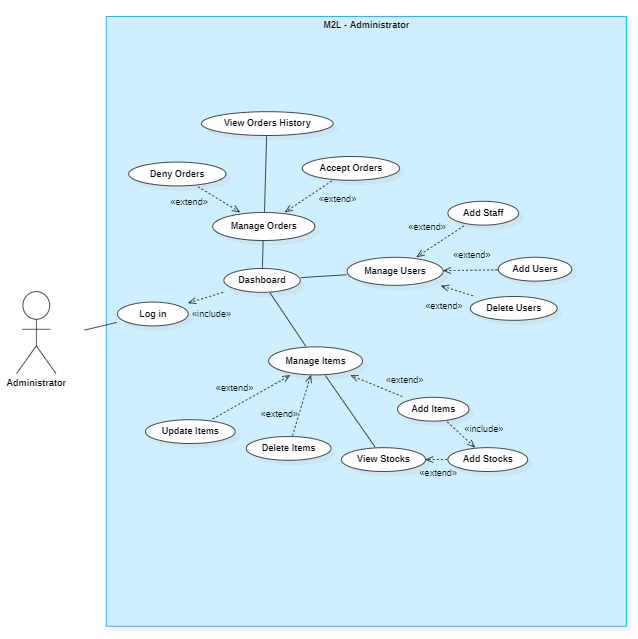 M2L - Administrator
View Orders History
Deny Orders
Accept Orders
«extend»
«extend»
Manage Orders
Add Staff
«extend»
«extend»
Manage Users
Add Users
Dashboard
«extend»
Delete Users
Log in
«include»
Administrator
Manage Items
«extend»
«extend»
«extend»
Add Items
«include»
Update Items
Delete Items
View Stocks
Add Stocks
«extend»